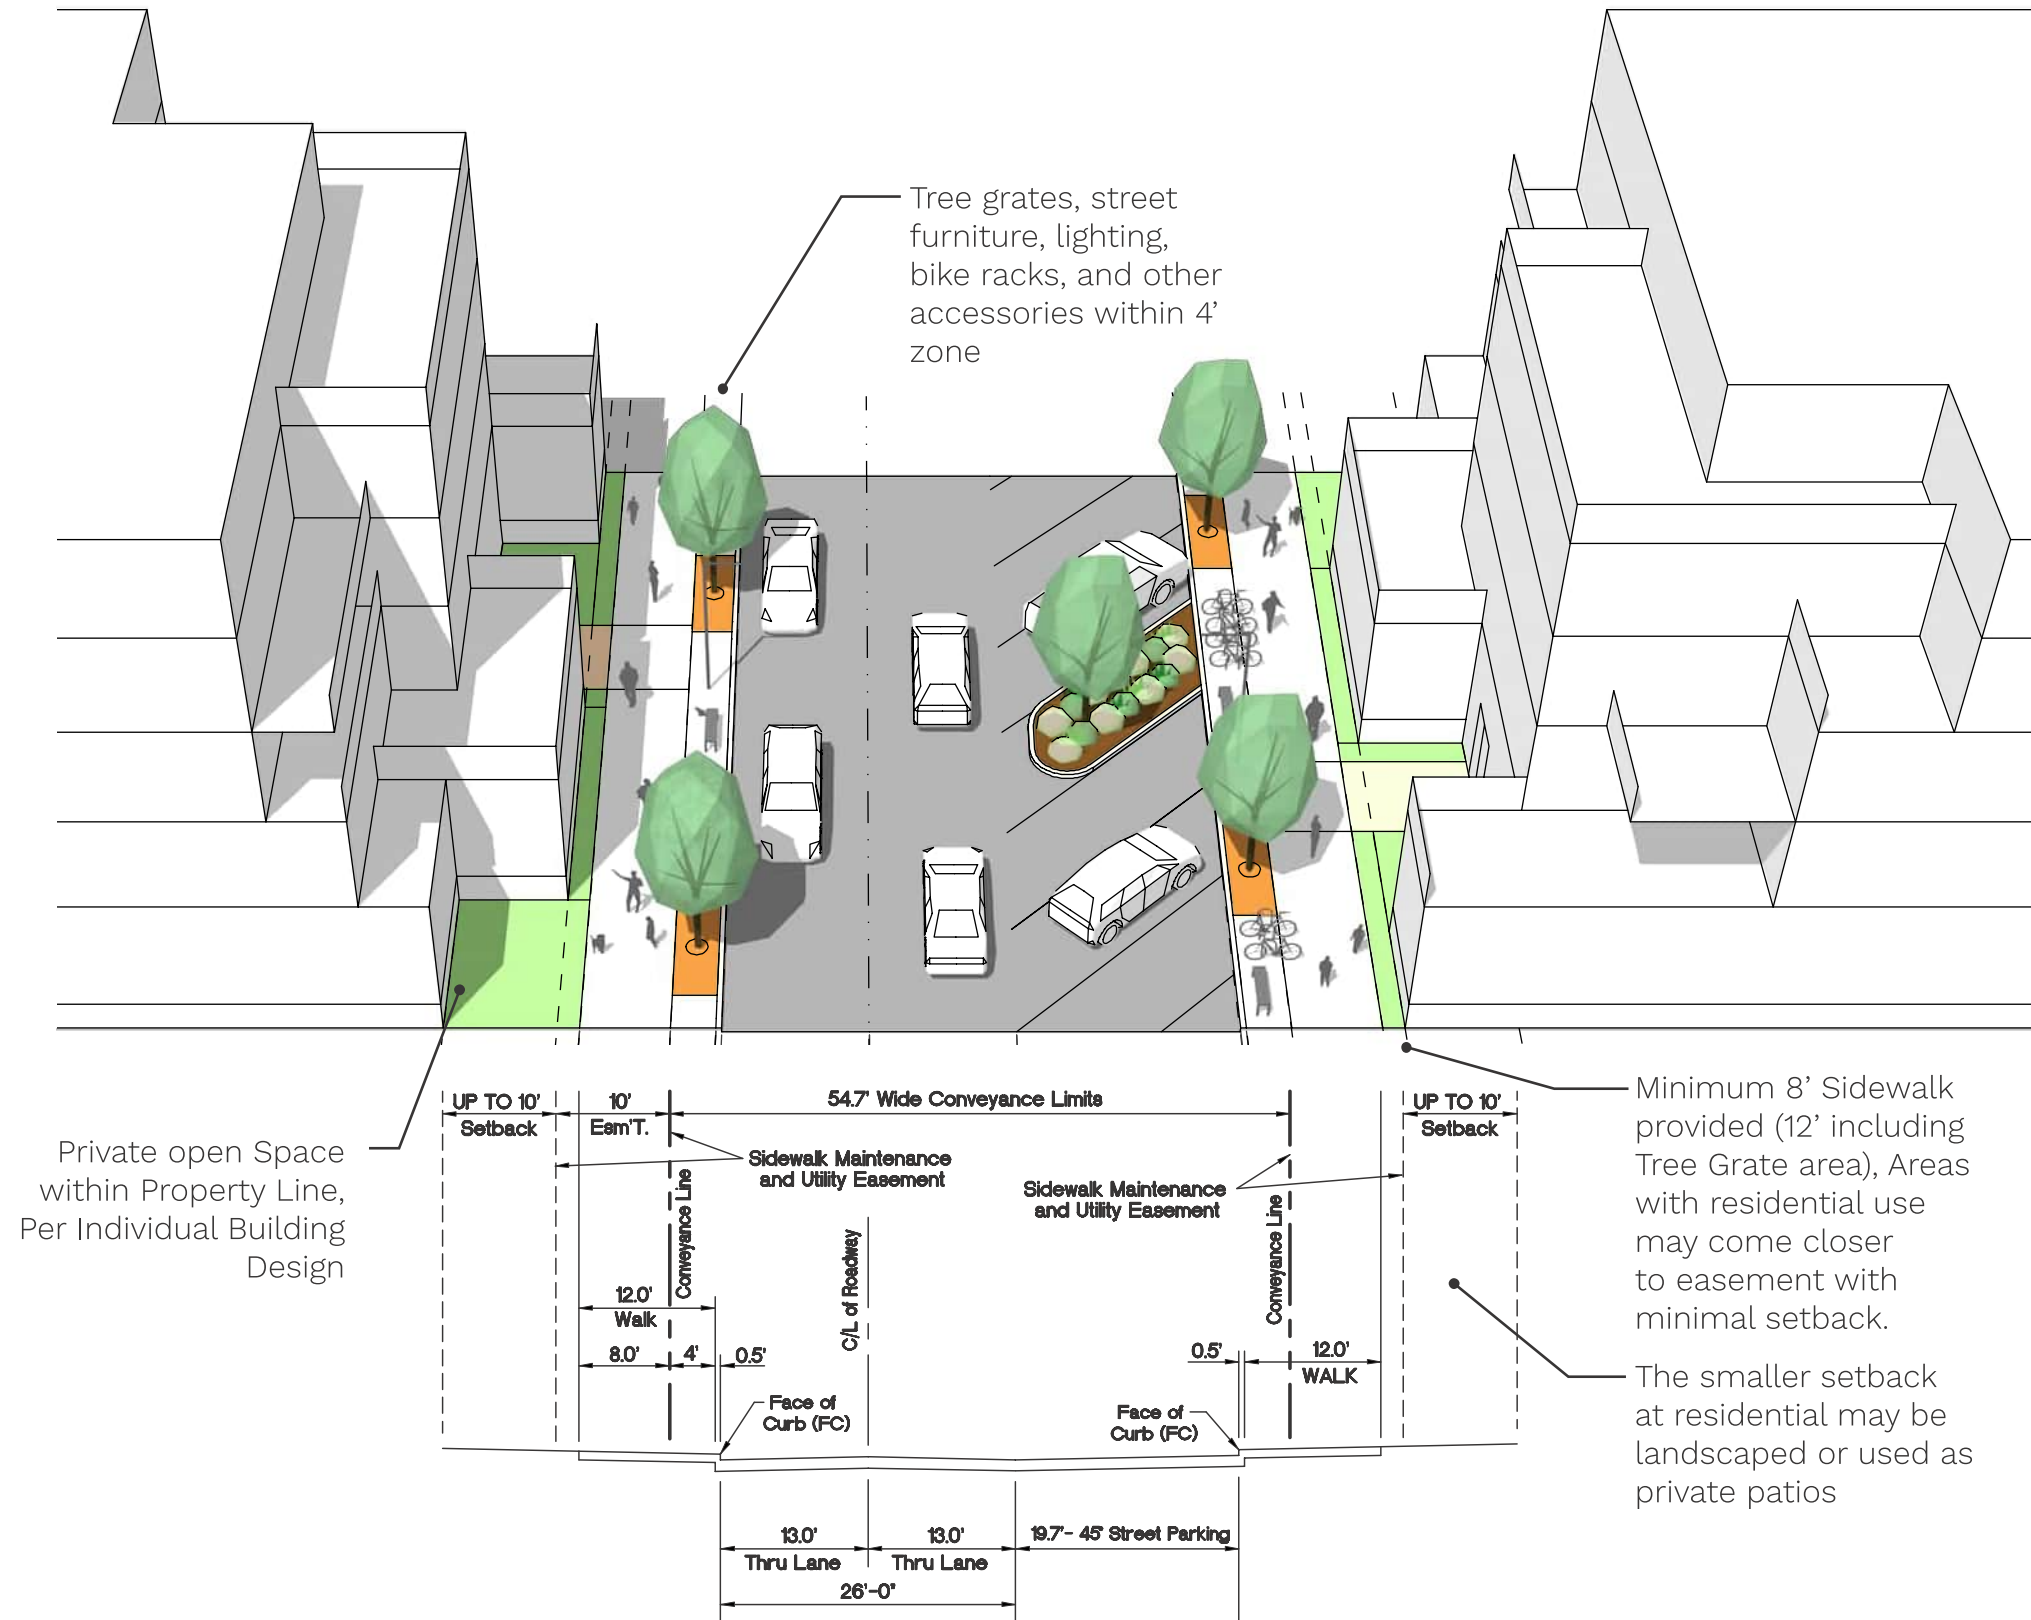 Tree grates, street
furniture, lighting,
bike racks, and other
accessories within 4’
zone
UP TO 10'
Setback
10'
Esm'T.
54.7' Wide Conveyance Limits
UP TO 10'
Setback
Private open Space
within Property Line,
Per Individual Building
Design
Sidewalk Maintenance
and Utility Easement
Sidewalk Maintenance
and Utility Easement
Conveyance Line
C/L of Roadway
Conveyance Line
Minimum 8’ Sidewalk
provided (12’ including
Tree Grate area), Areas
with residential use
may come closer
to easement with
minimal setback.
12.0'
Walk
8.0'
4'
0.5'
0.5'
12.0'
WALK
The smaller setback
at residential may be
landscaped or used as
private patios
Face of
Curb (FC)
Face of
Curb (FC)
13.0'
Thru Lane
13.0'
Thru Lane
19.7'- 45° Street Parking
26'-0"